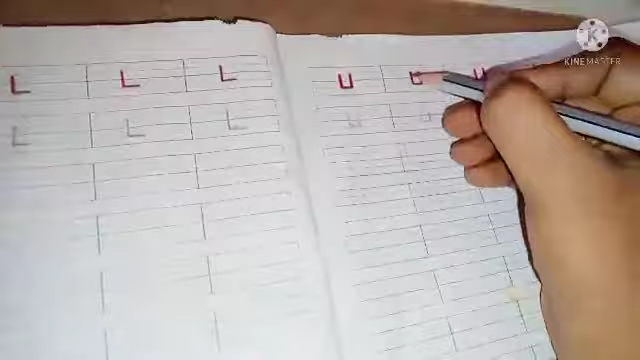 K
KINEMASTER
L L L U U U
L L L U U